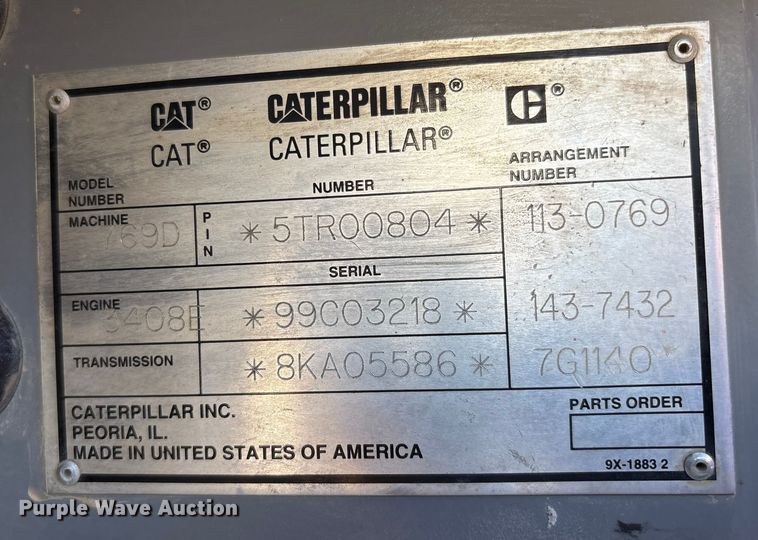 CAT® CATERPILLAR® C®
CAT® CATERPILLAR®
MODEL NUMBER NUMBER ARRANGEMENT NUMBER
MACHINE 769D PIN *5TR00804* 113-0769
SERIAL
ENGINE 3408E *99C03218* 143-7432
TRANSMISSION *8KA05586* 7G1140*
CATERPILLAR INC. PARTS ORDER
PEORIA, IL.
MADE IN UNITED STATES OF AMERICA
9X-1883 2
Purple Wave Auction